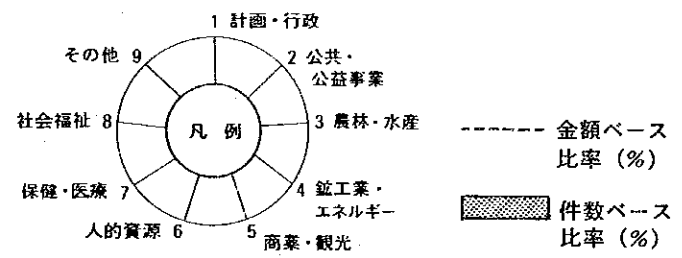 1 計画・行政
その他 9
2 公共・
公益事業
社会福祉 8
凡 例
3 農林・水産
保健・医療 7
4 鉱工業・
エネルギー
人的資源 6
5 商業・観光
金額ベース
比率 (%)
件数ベース
比率 (%)